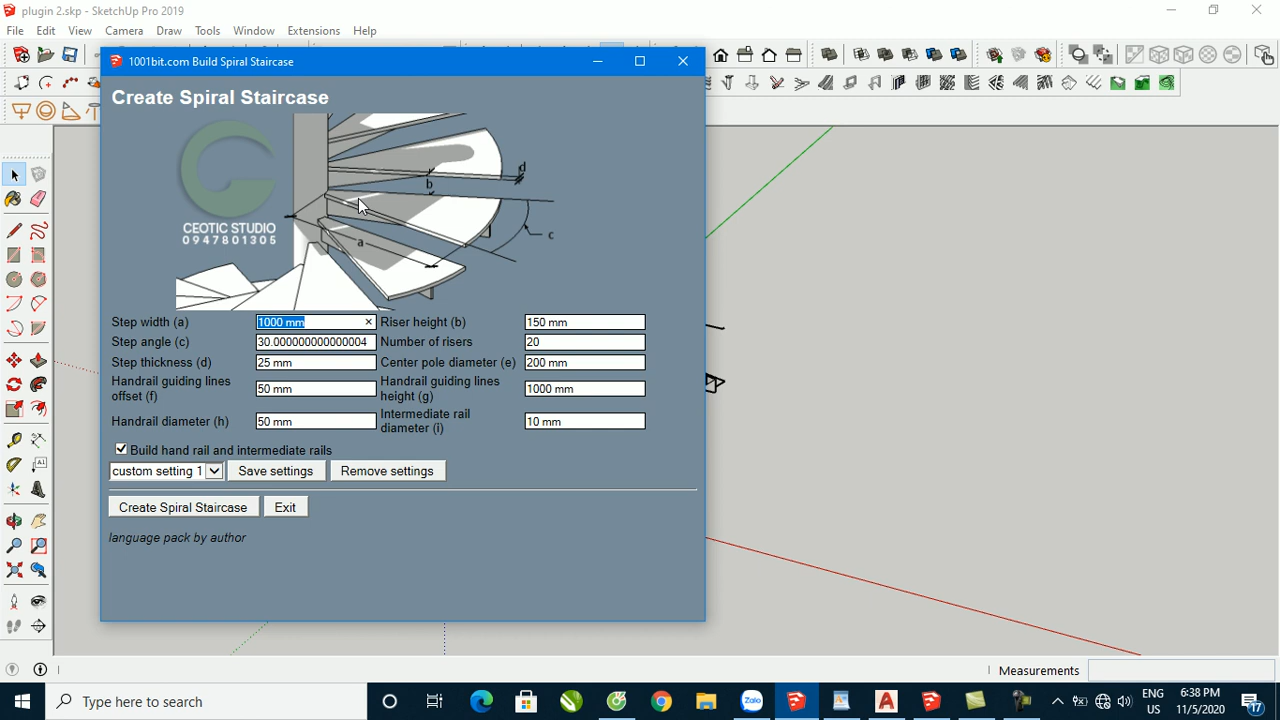 plugin 2.skp - SketchUp Pro 2019
File Edit View Camera Draw Tools Window Extensions Help
1001bit.com Build Spiral Staircase
Create Spiral Staircase
d
b
c
a
CEOTIC STUDIO
0947801305
Step width (a) 1000 mm × Riser height (b) 150 mm
Step angle (c) 30.000000000000004 Number of risers 20
Step thickness (d) 25 mm Center pole diameter (e) 200 mm
Handrail guiding lines offset (f) 50 mm Handrail guiding lines height (g) 1000 mm
Handrail diameter (h) 50 mm Intermediate rail diameter (i) 10 mm
Build hand rail and intermediate rails
custom setting 1 Save settings Remove settings
Create Spiral Staircase Exit
language pack by author
Measurements
Type here to search
Zalo
ENG 6:38 PM
US 11/5/2020 17